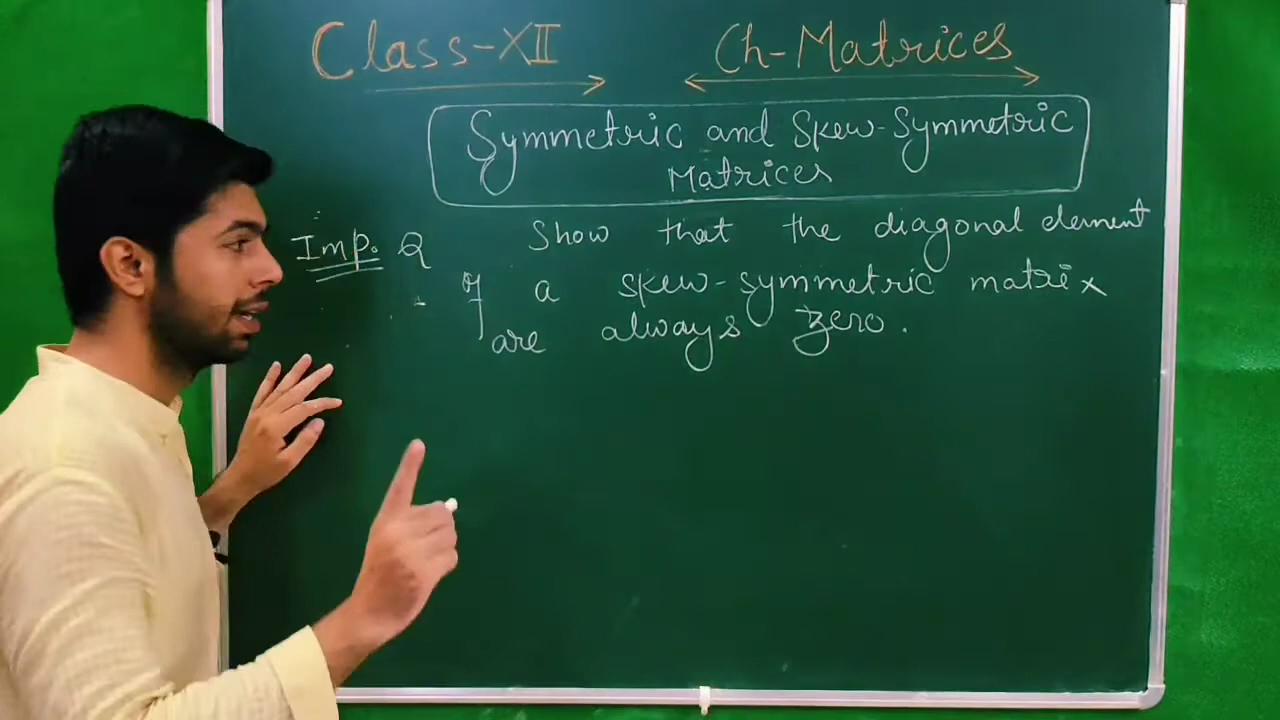 Class-XII
Ch-Matrices
Symmetric and Skew-Symmetric
Matrices
Imp. Q Show that the diagonal element
of a skew-symmetric matrix
are always zero.